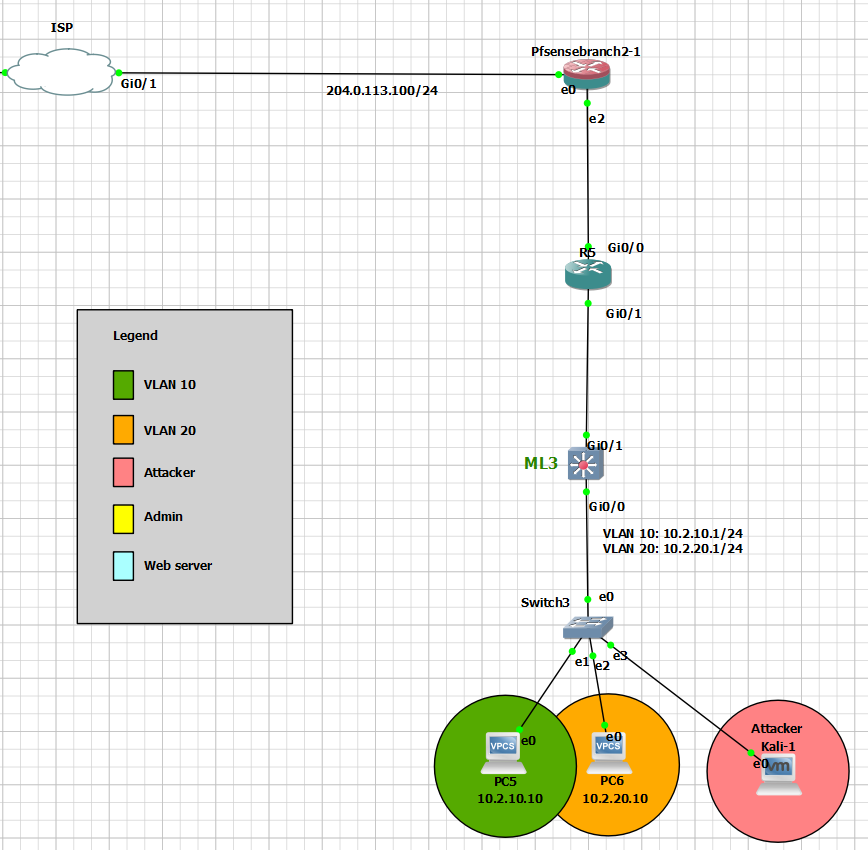 ISP
Pfsensebranch2-1
Gi0/1
204.0.113.100/24
e0
e2
Gi0/0
R5
Gi0/1
Legend
VLAN 10
VLAN 20
Attacker
Admin
Web server
Gi0/1
ML3
Gi0/0
VLAN 10: 10.2.10.1/24
VLAN 20: 10.2.20.1/24
Switch3
e0
e1
e2
e3
e0
VPCS
PC5
10.2.10.10
e0
VPCS
PC6
10.2.20.10
Attacker
Kali-1
e0
vm